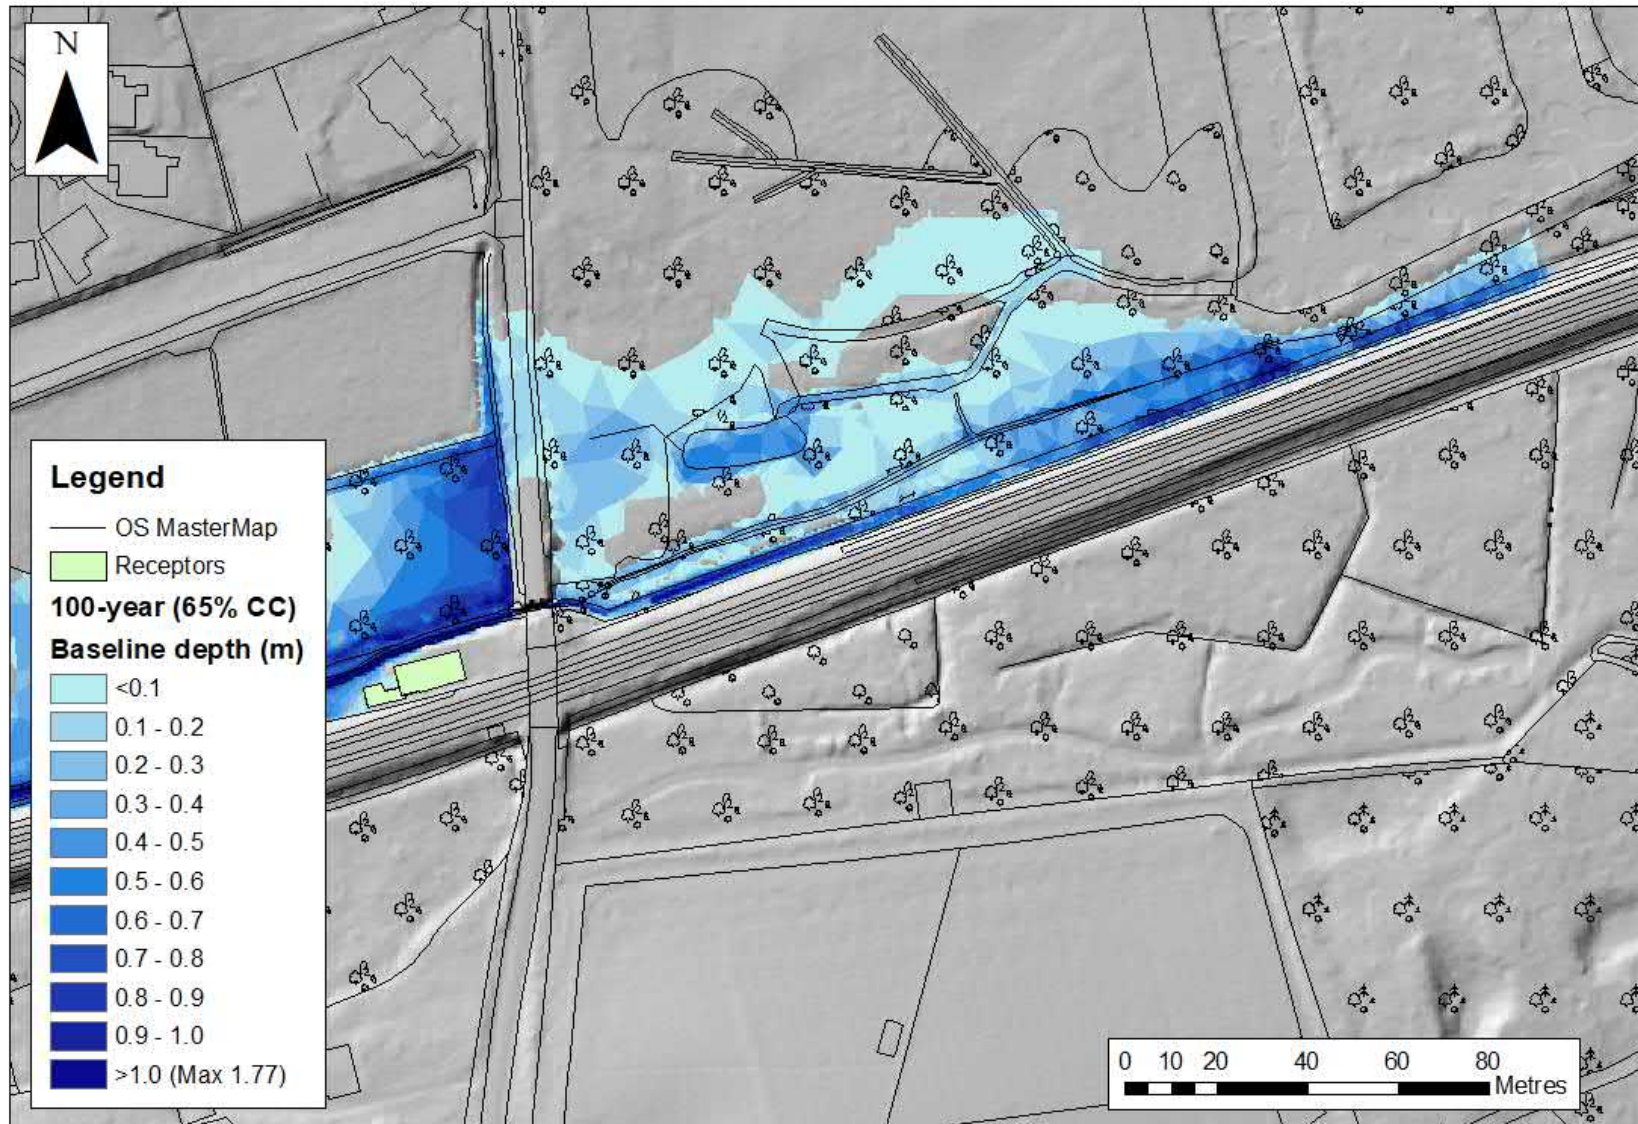 N
Legend
OS MasterMap
Receptors
100-year (65% CC)
Baseline depth (m)
<0.1
0.1 - 0.2
0.2 - 0.3
0.3 - 0.4
0.4 - 0.5
0.5 - 0.6
0.6 - 0.7
0.7 - 0.8
0.8 - 0.9
0.9 - 1.0
>1.0 (Max 1.77)
0 10 20 40 60 80
Metres